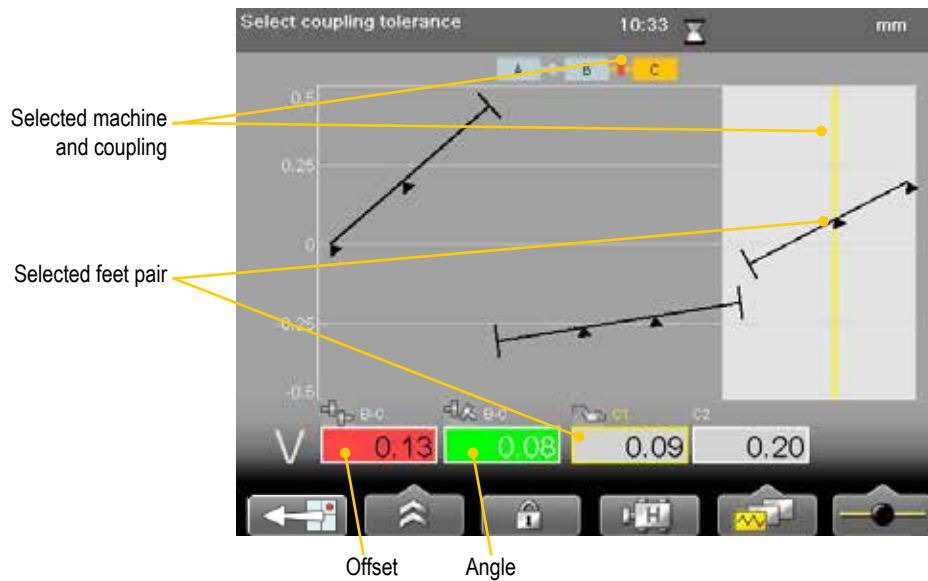 Select coupling tolerance 10:33 mm
A B C
Selected machine
and coupling
0.5
0.25
0
Selected feet pair
-0.25
-0.5
B-C B-C C1 C2
V 0.13 0.08 0.09 0.20
1 H
Offset Angle